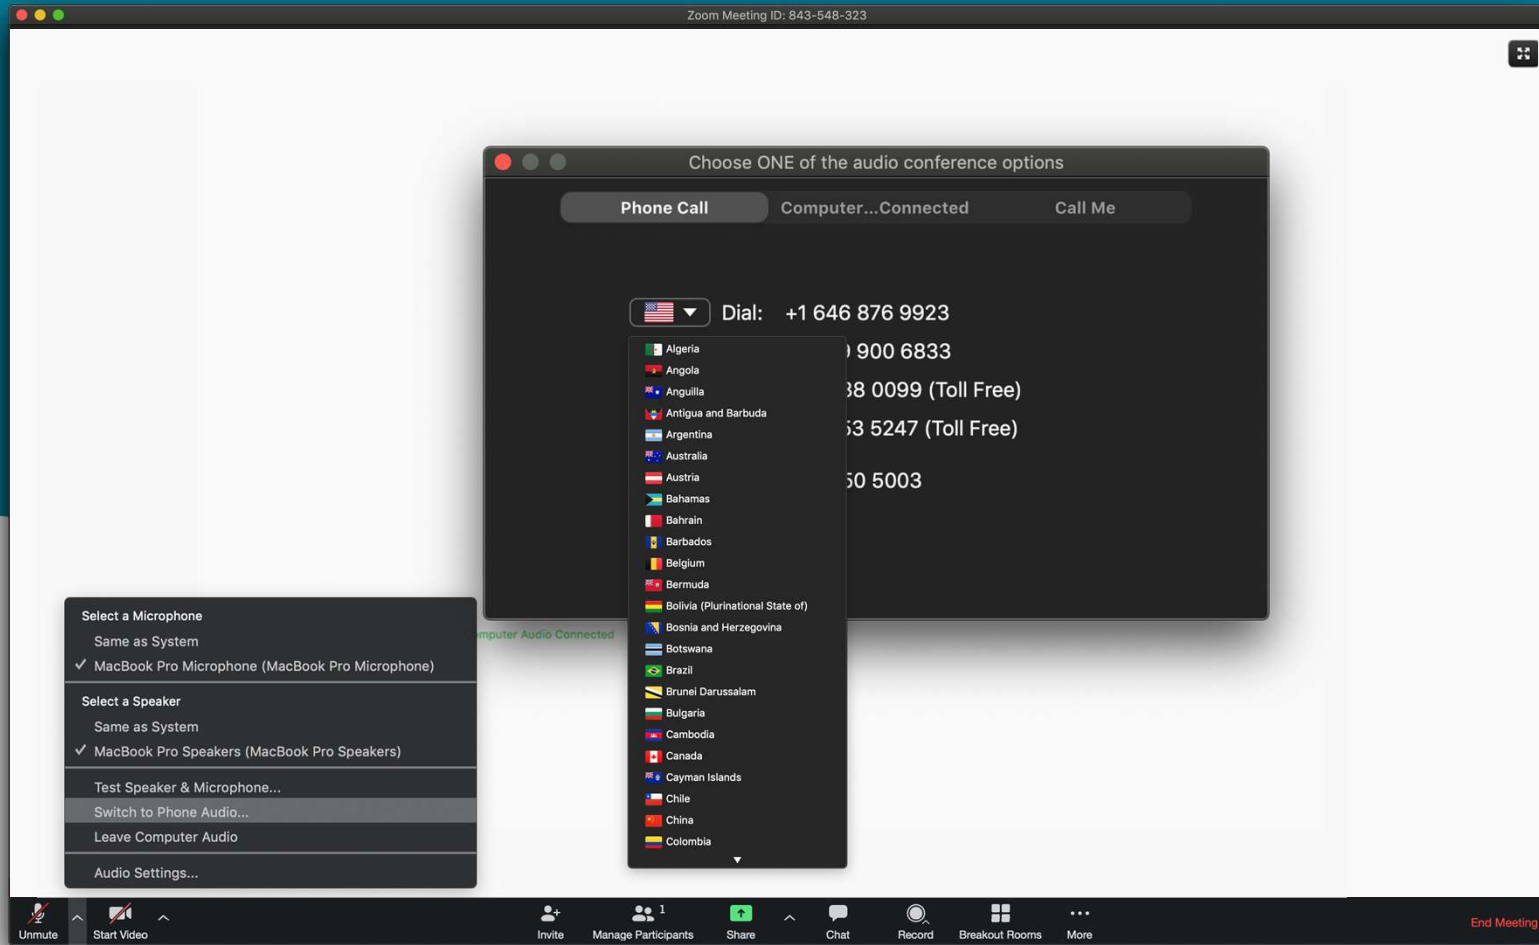 Zoom Meeting ID: 843-548-323
Choose ONE of the audio conference options
Phone Call
Computer...Connected
Call Me
Dial: +1 646 876 9923
900 6833
38 0099 (Toll Free)
53 5247 (Toll Free)
50 5003
Algeria
Angola
Anguilla
Antigua and Barbuda
Argentina
Australia
Austria
Bahamas
Bahrain
Barbados
Belgium
Bermuda
Bolivia (Plurinational State of)
Bosnia and Herzegovina
Botswana
Brazil
Brunei Darussalam
Bulgaria
Cambodia
Canada
Cayman Islands
Chile
China
Colombia
Audio Connected
Select a Microphone
Same as System
MacBook Pro Microphone (MacBook Pro Microphone)
Select a Speaker
Same as System
MacBook Pro Speakers (MacBook Pro Speakers)
Test Speaker & Microphone...
Switch to Phone Audio...
Leave Computer Audio
Audio Settings...
Unmute
Start Video
Invite
1
Manage Participants
Share
Chat
Record
Breakout Rooms
More
End Meeting